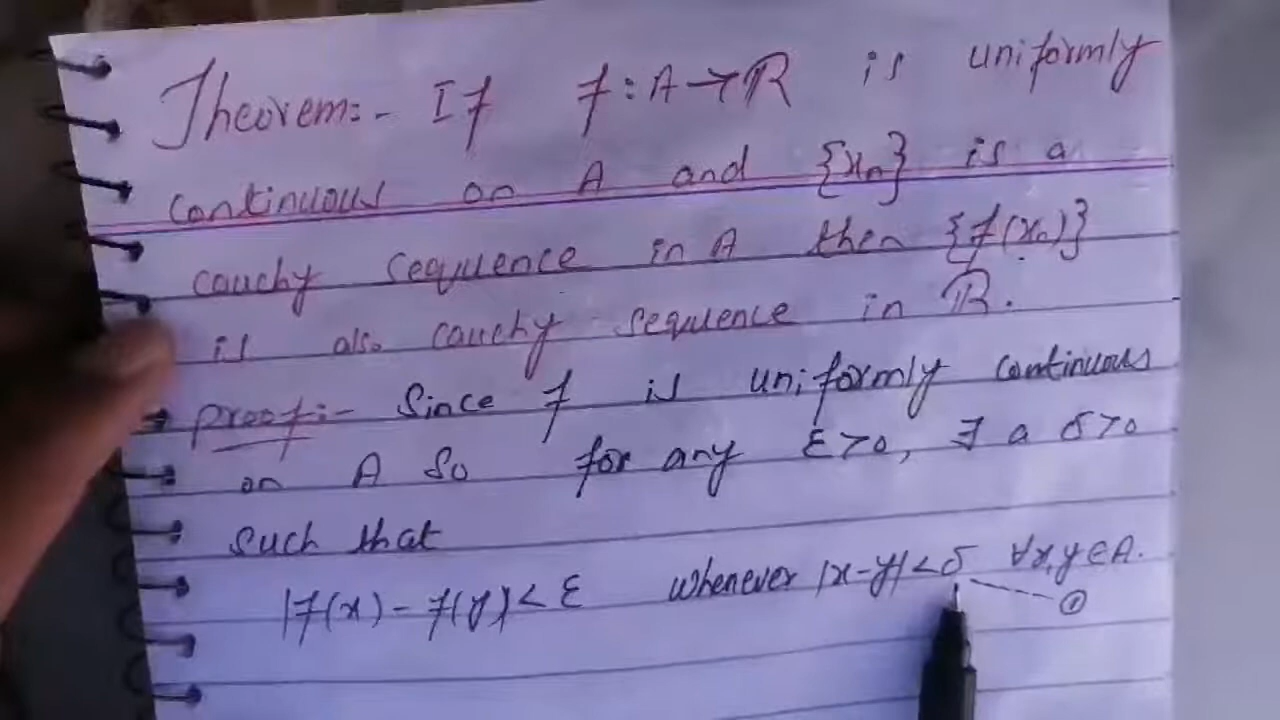 Theorem:- If f:A→ℝ is uniformly
continuous on A and {xₙ} is a
cauchy sequence in A then {f(xₙ)}
is also cauchy sequence in ℝ.
proof:- Since f is uniformly continuous
on A So for any ε>0, ∃ a δ>0
such that
|f(x) - f(y)| < ε whenever |x-y| < δ ∀x,y ∈ A.
①